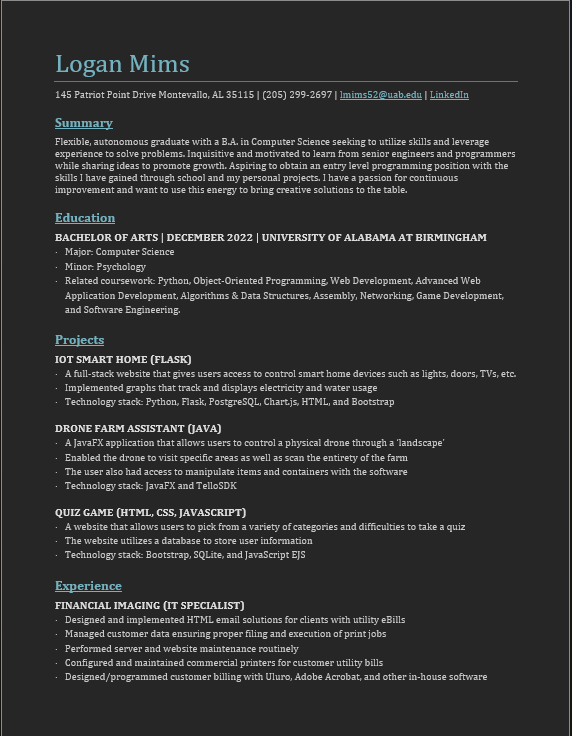 Logan Mims
145 Patriot Point Drive Montevallo, AL 35115 | (205) 299-2697 | lmims52@uab.edu | LinkedIn
Summary
Flexible, autonomous graduate with a B.A. in Computer Science seeking to utilize skills and leverage
experience to solve problems. Inquisitive and motivated to learn from senior engineers and programmers
while sharing ideas to promote growth. Aspiring to obtain an entry level programming position with the
skills I have gained through school and my personal projects. I have a passion for continuous
improvement and want to use this energy to bring creative solutions to the table.
Education
BACHELOR OF ARTS | DECEMBER 2022 | UNIVERSITY OF ALABAMA AT BIRMINGHAM
· Major: Computer Science
· Minor: Psychology
· Related coursework: Python, Object-Oriented Programming, Web Development, Advanced Web
Application Development, Algorithms & Data Structures, Assembly, Networking, Game Development,
and Software Engineering.
Projects
IOT SMART HOME (FLASK)
· A full-stack website that gives users access to control smart home devices such as lights, doors, TVs, etc.
· Implemented graphs that track and displays electricity and water usage
· Technology stack: Python, Flask, PostgreSQL, Chart.js, HTML, and Bootstrap
DRONE FARM ASSISTANT (JAVA)
· A JavaFX application that allows users to control a physical drone through a 'landscape'
· Enabled the drone to visit specific areas as well as scan the entirety of the farm
· The user also had access to manipulate items and containers with the software
· Technology stack: JavaFX and TelloSDK
QUIZ GAME (HTML, CSS, JAVASCRIPT)
· A website that allows users to pick from a variety of categories and difficulties to take a quiz
· The website utilizes a database to store user information
· Technology stack: Bootstrap, SQLite, and JavaScript EJS
Experience
FINANCIAL IMAGING (IT SPECIALIST)
· Designed and implemented HTML email solutions for clients with utility eBills
· Managed customer data ensuring proper filing and execution of print jobs
· Performed server and website maintenance routinely
· Configured and maintained commercial printers for customer utility bills
· Designed/programmed customer billing with Uluro, Adobe Acrobat, and other in-house software